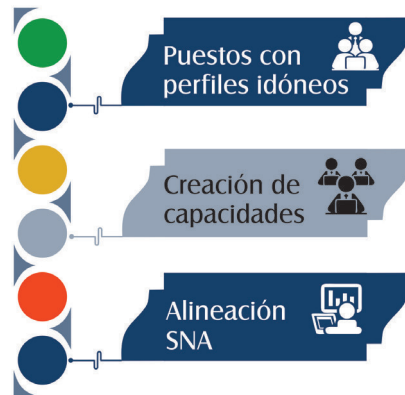 Puestos con
perfiles idóneos
Creación de
capacidades
Alineación
SNA